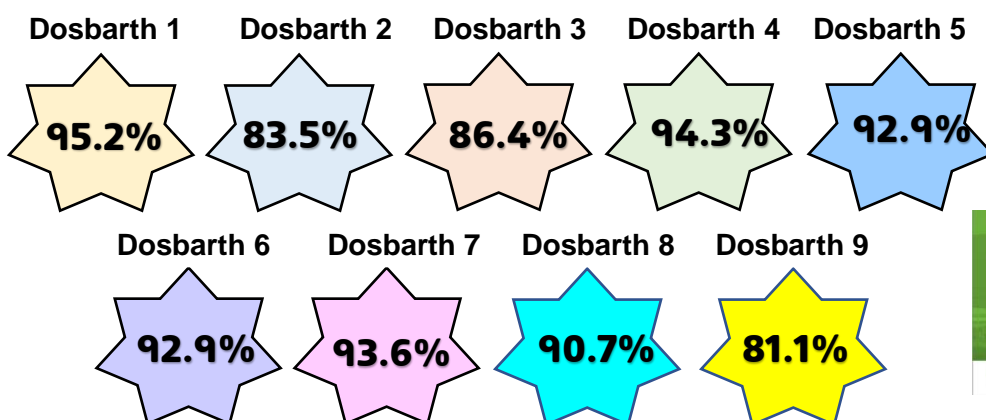 Dosbarth 1 Dosbarth 2 Dosbarth 3 Dosbarth 4 Dosbarth 5
95.2% 83.5% 86.4% 94.3% 92.9%
Dosbarth 6 Dosbarth 7 Dosbarth 8 Dosbarth 9
92.9% 93.6% 90.7% 81.1%